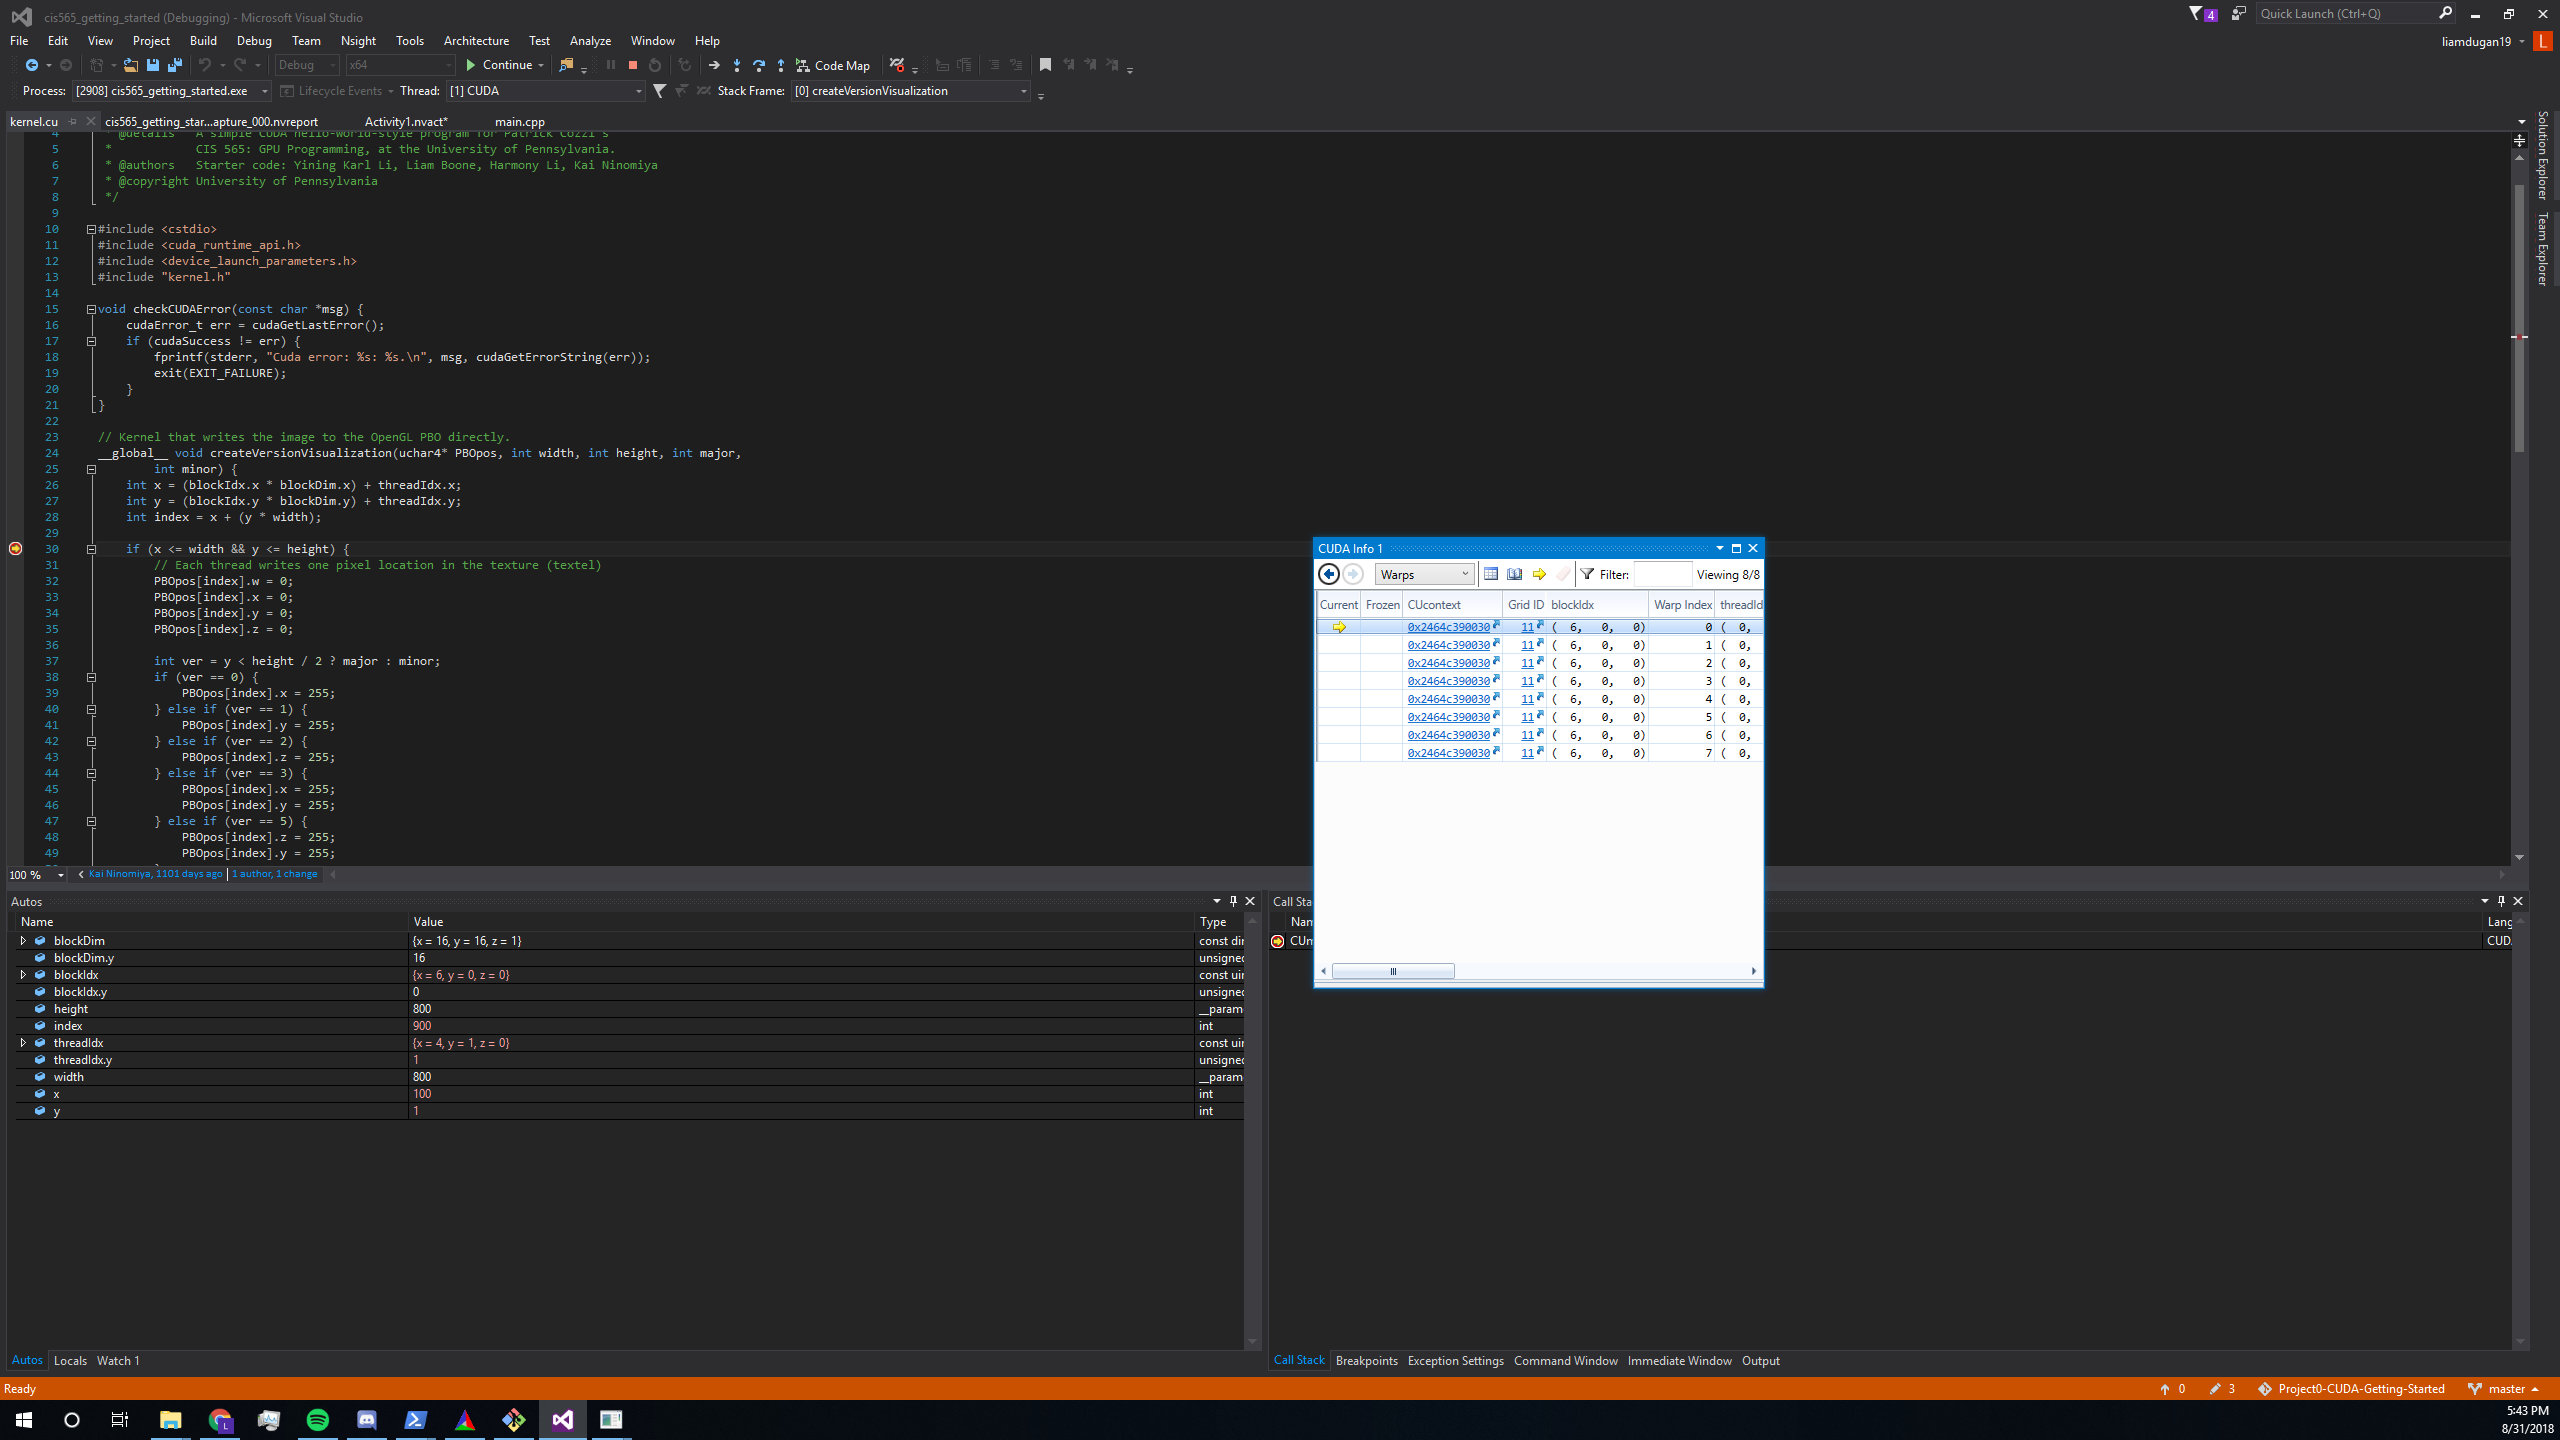 cis565_getting_started (Debugging) - Microsoft Visual Studio
4
Quick Launch (Ctrl+Q)
File Edit View Project Build Debug Team Nsight Tools Architecture Test Analyze Window Help
liamdugan19
L
Debug x64 Continue Code Map
Process: [2908] cis565_getting_started.exe Lifecycle Events Thread: [1] CUDA Stack Frame: [0] createVersionVisualization
kernel.cu cis565_getting_star...apture_000.nvreport Activity1.nvact* main.cpp
Solution Explorer
Team Explorer
4 * @details A simple CUDA hello-world-style program for Patrick Cozzi's
5 * CIS 565: GPU Programming, at the University of Pennsylvania.
6 * @authors Starter code: Yining Karl Li, Liam Boone, Harmony Li, Kai Ninomiya
7 * @copyright University of Pennsylvania
8 */
9
10 #include <cstdio>
11 #include <cuda_runtime_api.h>
12 #include <device_launch_parameters.h>
13 #include "kernel.h"
14
15 void checkCUDAError(const char *msg) {
16 cudaError_t err = cudaGetLastError();
17 if (cudaSuccess != err) {
18 fprintf(stderr, "Cuda error: %s: %s.\n", msg, cudaGetErrorString(err));
19 exit(EXIT_FAILURE);
20 }
21 }
22
23 // Kernel that writes the image to the OpenGL PBO directly.
24 __global__ void createVersionVisualization(uchar4* PBOpos, int width, int height, int major,
25 int minor) {
26 int x = (blockIdx.x * blockDim.x) + threadIdx.x;
27 int y = (blockIdx.y * blockDim.y) + threadIdx.y;
28 int index = x + (y * width);
29
30 if (x <= width && y <= height) {
31 // Each thread writes one pixel location in the texture (textel)
32 PBOpos[index].w = 0;
33 PBOpos[index].x = 0;
34 PBOpos[index].y = 0;
35 PBOpos[index].z = 0;
36
37 int ver = y < height / 2 ? major : minor;
38 if (ver == 0) {
39 PBOpos[index].x = 255;
40 } else if (ver == 1) {
41 PBOpos[index].y = 255;
42 } else if (ver == 2) {
43 PBOpos[index].z = 255;
44 } else if (ver == 3) {
45 PBOpos[index].x = 255;
46 PBOpos[index].y = 255;
47 } else if (ver == 5) {
48 PBOpos[index].z = 255;
49 PBOpos[index].y = 255;
100 % Kai Ninomiya, 1101 days ago | 1 author, 1 change
CUDA Info 1
Warps Filter: Viewing 8/8
Current Frozen CUcontext Grid ID blockIdx Warp Index threadId
0x2464c390030 11 ( 6, 0, 0) 0 ( 0,
0x2464c390030 11 ( 6, 0, 0) 1 ( 0,
0x2464c390030 11 ( 6, 0, 0) 2 ( 0,
0x2464c390030 11 ( 6, 0, 0) 3 ( 0,
0x2464c390030 11 ( 6, 0, 0) 4 ( 0,
0x2464c390030 11 ( 6, 0, 0) 5 ( 0,
0x2464c390030 11 ( 6, 0, 0) 6 ( 0,
0x2464c390030 11 ( 6, 0, 0) 7 ( 0,
Autos
Name Value Type
blockDim {x = 16, y = 16, z = 1} const dir
blockDim.y 16 unsigned
blockIdx {x = 6, y = 0, z = 0} const uir
blockIdx.y 0 unsigned
height 800 __param
index 900 int
threadIdx {x = 4, y = 1, z = 0} const uir
threadIdx.y 1 unsigned
width 800 __param
x 100 int
y 1 int
Autos Locals Watch 1
Call Sta
Nan Lang
CUm CUD.
Call Stack Breakpoints Exception Settings Command Window Immediate Window Output
Ready
0 3 Project0-CUDA-Getting-Started master
5:43 PM
8/31/2018